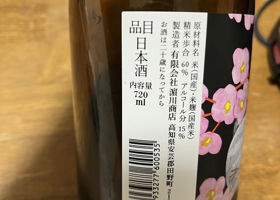 原材料名 米(国産)・米麹(国産米)
精米歩合 60% アルコール分 15%
製造者 有限会社 濵川商店
高知県安芸郡田野町2
お酒は二十歳になってから
品目 日本酒
内容量 720ml
933277600535